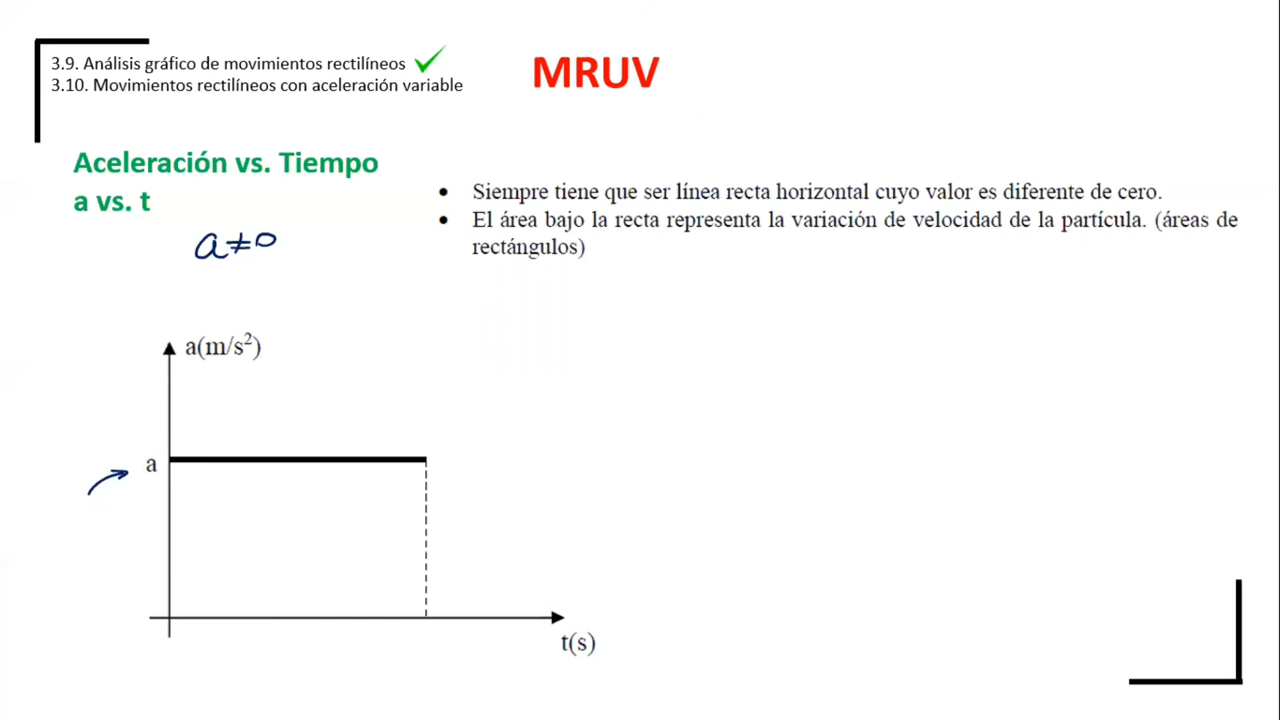 3.9. Análisis gráfico de movimientos rectilíneos
3.10. Movimientos rectilíneos con aceleración variable
MRUV
Aceleración vs. Tiempo
a vs. t
a≠0
• Siempre tiene que ser línea recta horizontal cuyo valor es diferente de cero.
• El área bajo la recta representa la variación de velocidad de la partícula. (áreas de
rectángulos)
a(m/s²)
a
t(s)